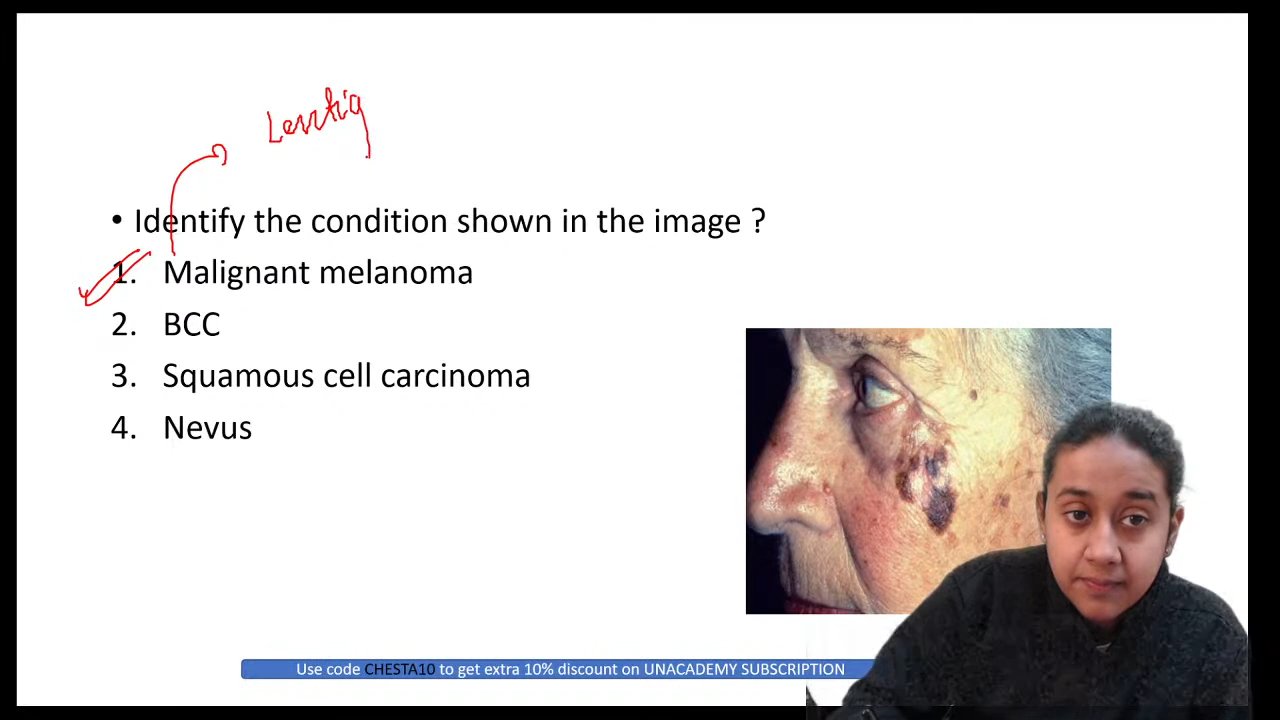 Lentig
• Identify the condition shown in the image ?
1. Malignant melanoma
2. BCC
3. Squamous cell carcinoma
4. Nevus
Use code CHESTA10 to get extra 10% discount on UNACADEMY SUBSCRIPTION